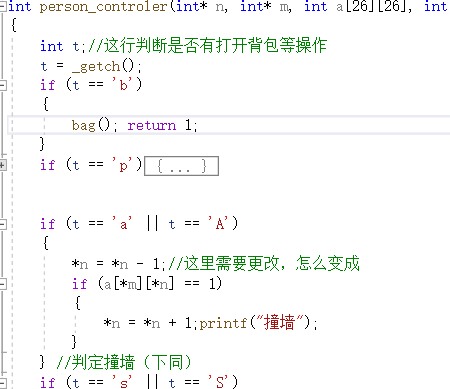 int person_controler(int* n, int* m, int a[26][26], int
{
int t;//这行判断是否有打开背包等操作
t = _getch();
if (t == 'b')
{
bag(); return 1;
}
if (t == 'p'){ ... }
if (t == 'a' || t == 'A')
{
*n = *n - 1;//这里需要更改，怎么变成
if (a[*m][*n] == 1)
{
*n = *n + 1;printf("撞墙");
}
} //判定撞墙（下同）
if (t == 's' || t == 'S')